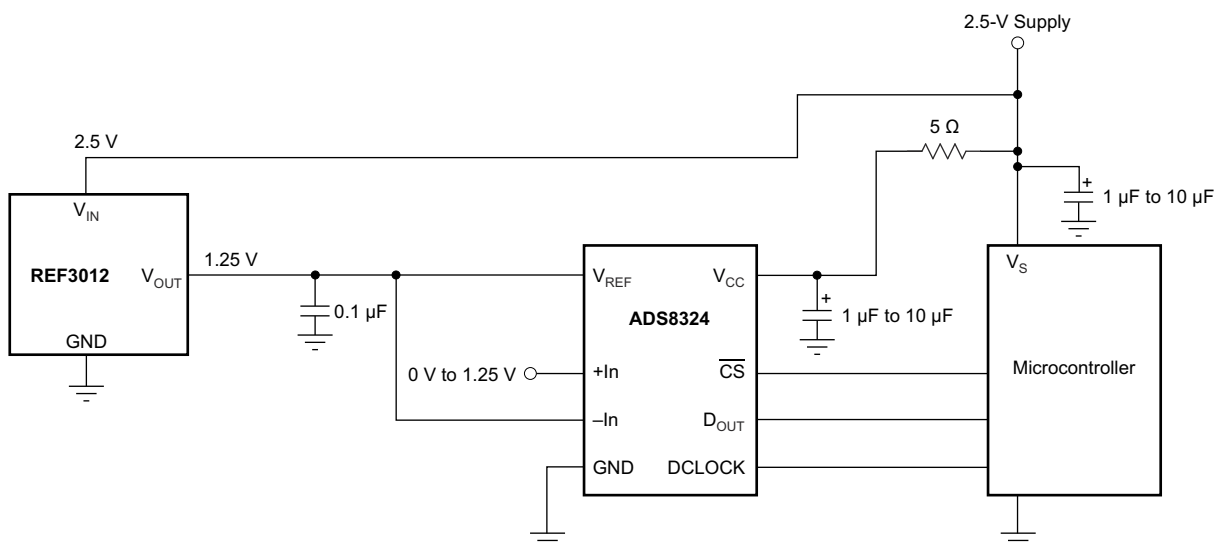 2.5-V Supply
2.5 V
5 Ω
+
1 μF to 10 μF
V_IN
REF3012
V_OUT
GND
1.25 V
0.1 μF
0 V to 1.25 V
V_REF
V_CC
ADS8324
+In
–In
GND
C̅S̅
D_OUT
DCLOCK
+
1 μF to 10 μF
V_S
Microcontroller